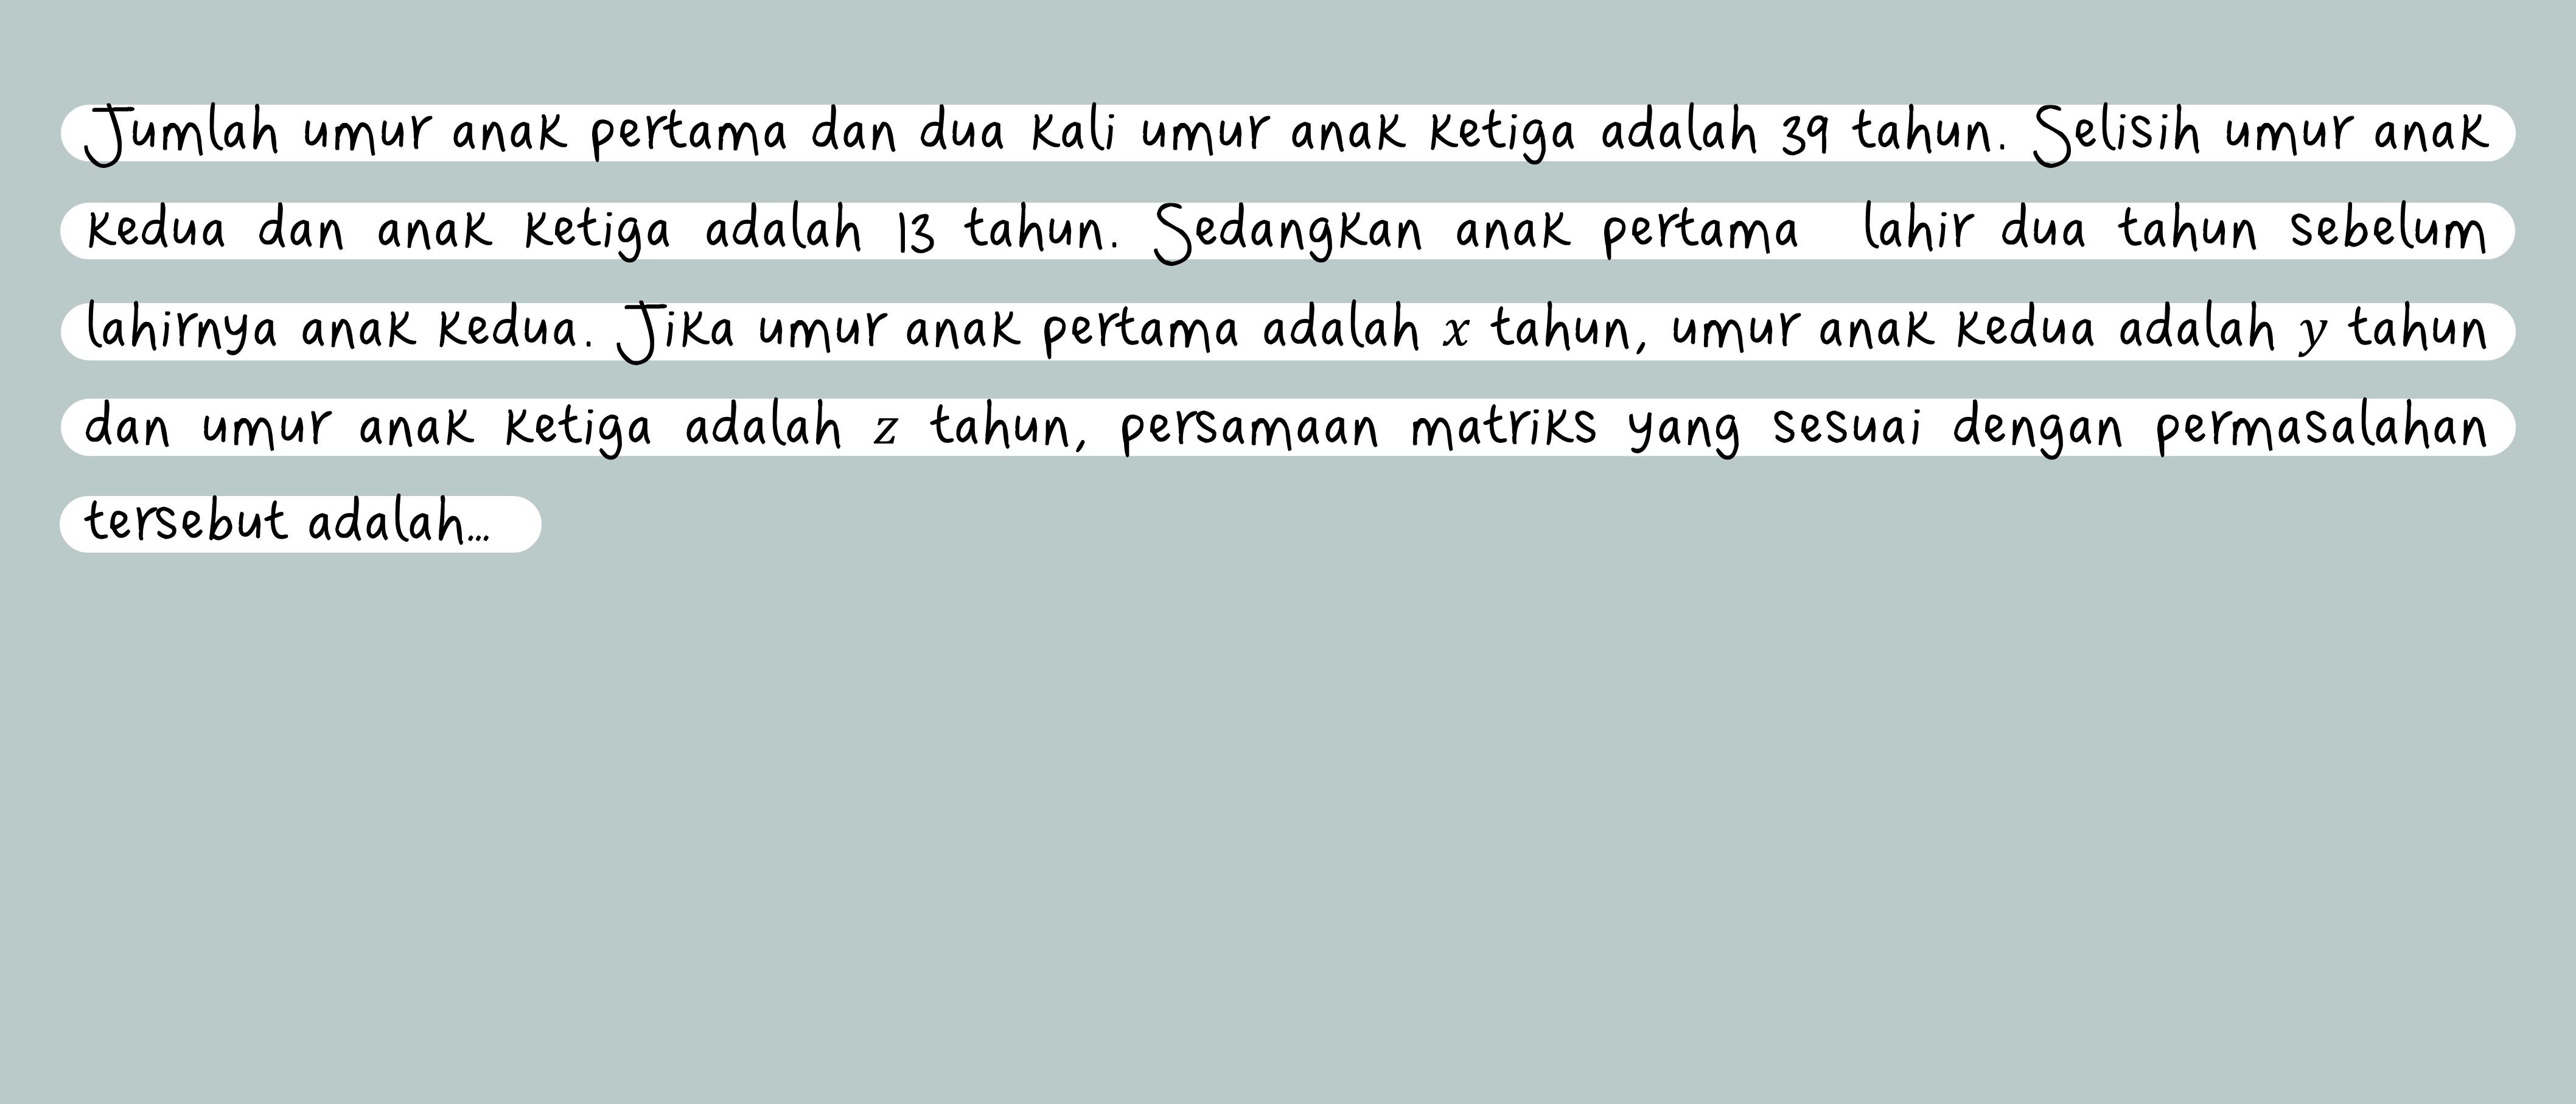 Jumlah umur anak pertama dan dua kali umur anak ketiga adalah 39 tahun. Selisih umur anak
kedua dan anak ketiga adalah 13 tahun. Sedangkan anak pertama lahir dua tahun sebelum
lahirnya anak kedua. Jika umur anak pertama adalah x tahun, umur anak kedua adalah y tahun
dan umur anak ketiga adalah z tahun, persamaan matriks yang sesuai dengan permasalahan
tersebut adalah...